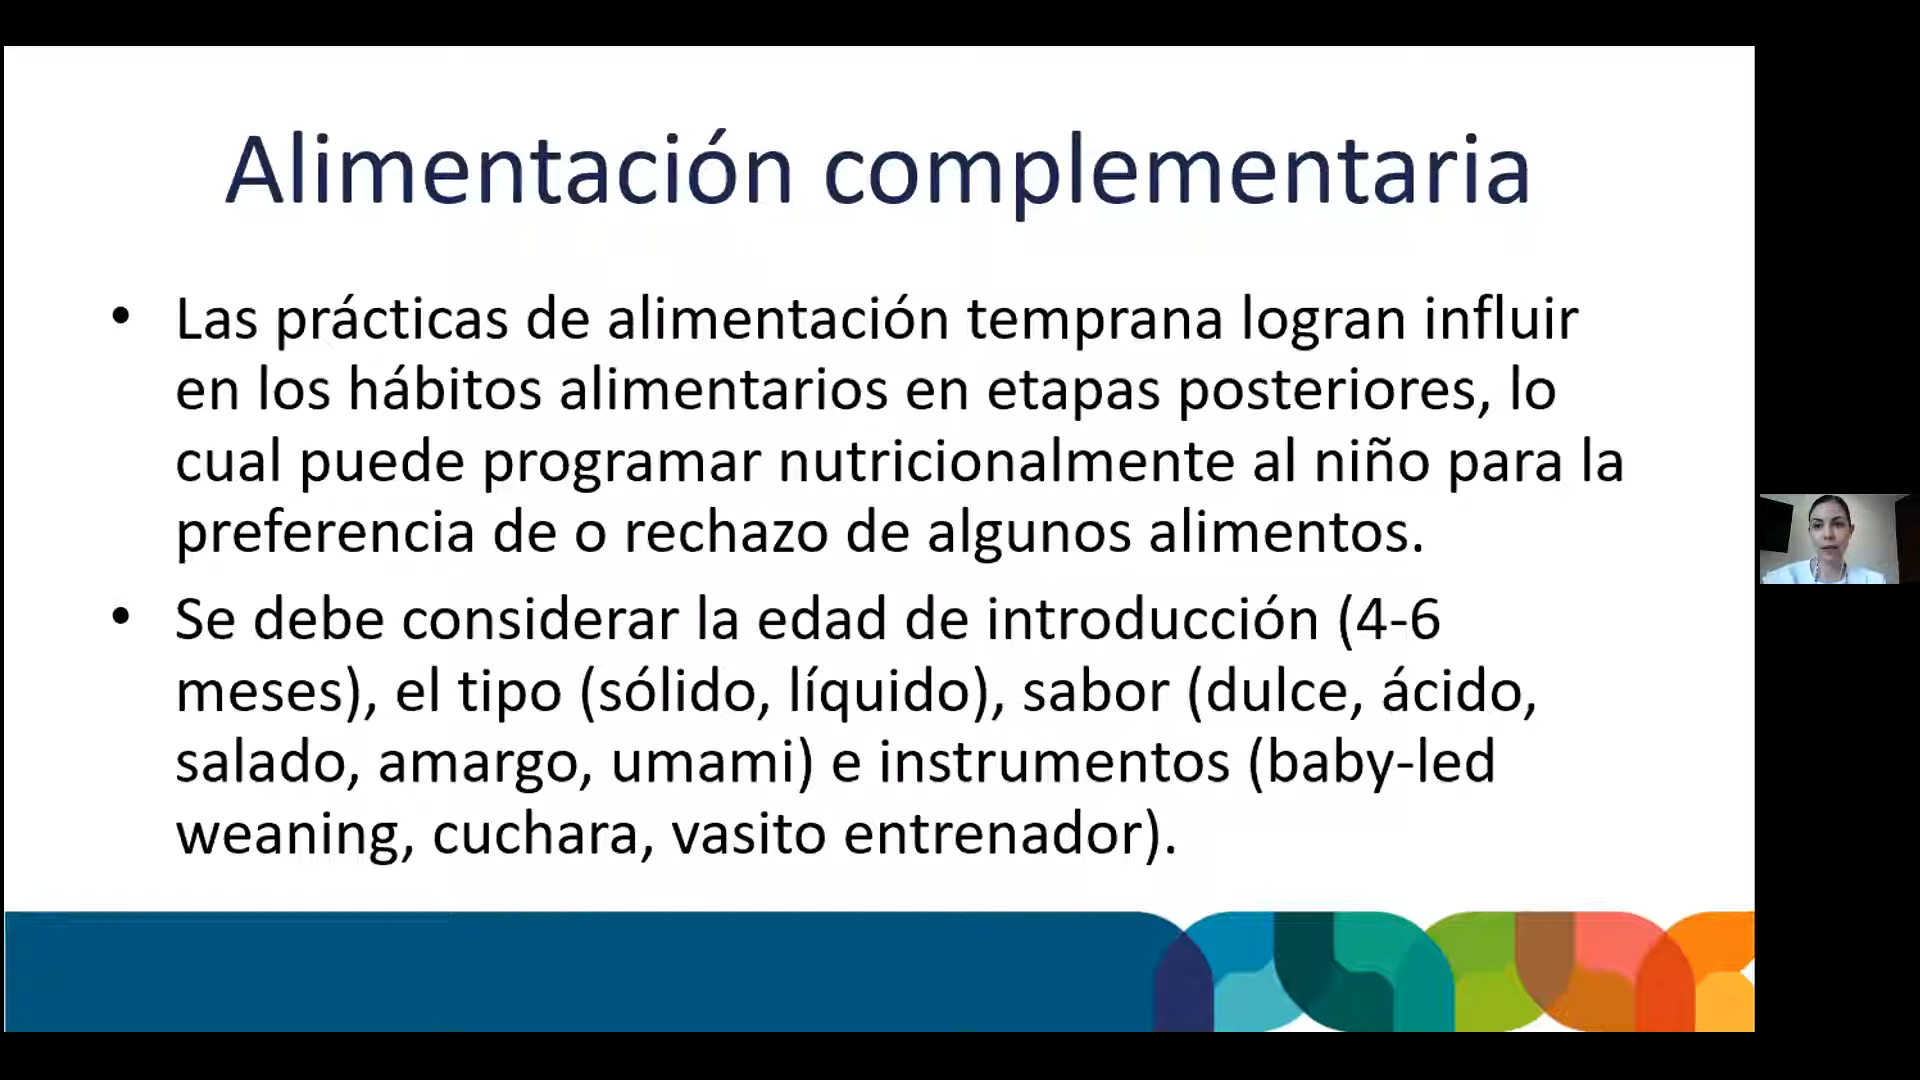 Alimentación complementaria
• Las prácticas de alimentación temprana logran influir
en los hábitos alimentarios en etapas posteriores, lo
cual puede programar nutricionalmente al niño para la
preferencia de o rechazo de algunos alimentos.
• Se debe considerar la edad de introducción (4-6
meses), el tipo (sólido, líquido), sabor (dulce, ácido,
salado, amargo, umami) e instrumentos (baby-led
weaning, cuchara, vasito entrenador).